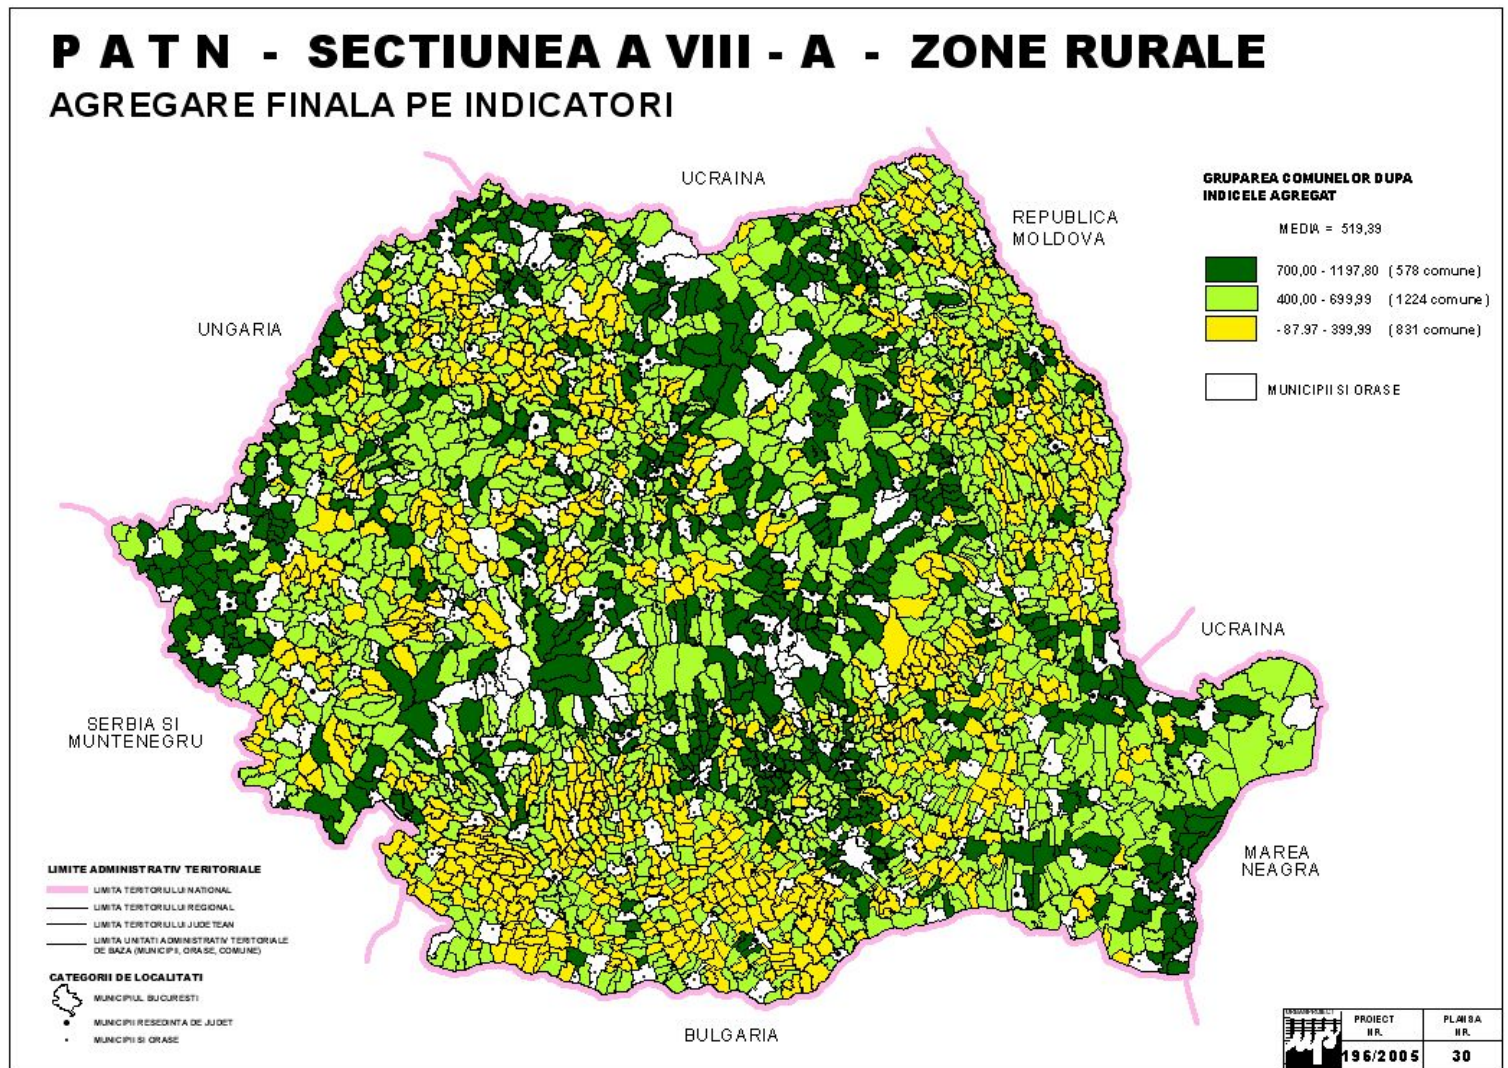 PATN - SECTIUNEA A VIII - A - ZONE RURALE
AGREGARE FINALA PE INDICATORI
UCRAINA
REPUBLICA
MOLDOVA
UNGARIA
GRUPAREA COMUNELOR DUPA
INDICELE AGREGAT
MEDIA = 519,39
700,00 - 1197,80 (578 comune)
400,00 - 699,99 (1224 comune)
-87.97 - 399,99 (831 comune)
MUNICIPII SI ORASE
UCRAINA
SERBIA SI
MUNTENEGRU
MAREA
NEAGRA
BULGARIA
LIMITE ADMINISTRATIV TERITORIALE
LIMITA TERITORIULUI NATIONAL
LIMITA TERITORIULUI REGIONAL
LIMITA TERITORIULUI JUDETEAN
LIMITA UNITATI ADMINISTRATIV TERITORIALE
DE BAZA (MUNICIPII, ORASE, COMUNE)
CATEGORII DE LOCALITATI
MUNICIPIUL BUCURESTI
MUNICIPII RESEDINTA DE JUDET
MUNICIPII SI ORASE
URBANPROIECT
PROIECT
NR.
196/2005
PLANSA
NR.
30